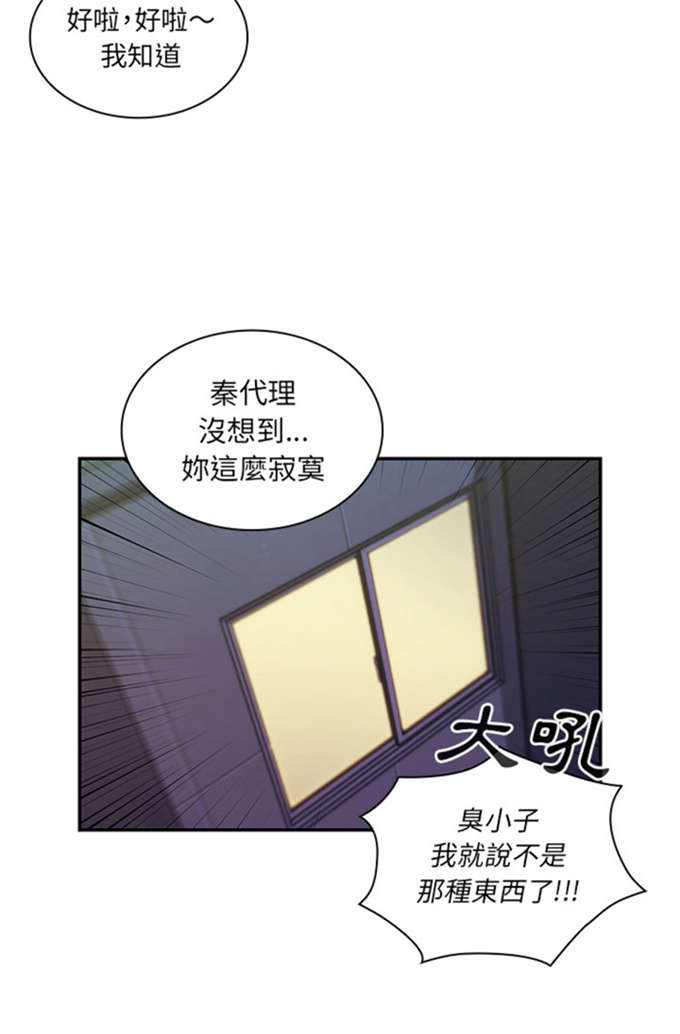 好啦，好啦～
我知道
秦代理
沒想到...
妳這麼寂寞
大吼
臭小子
我就說不是
那種東西了!!!